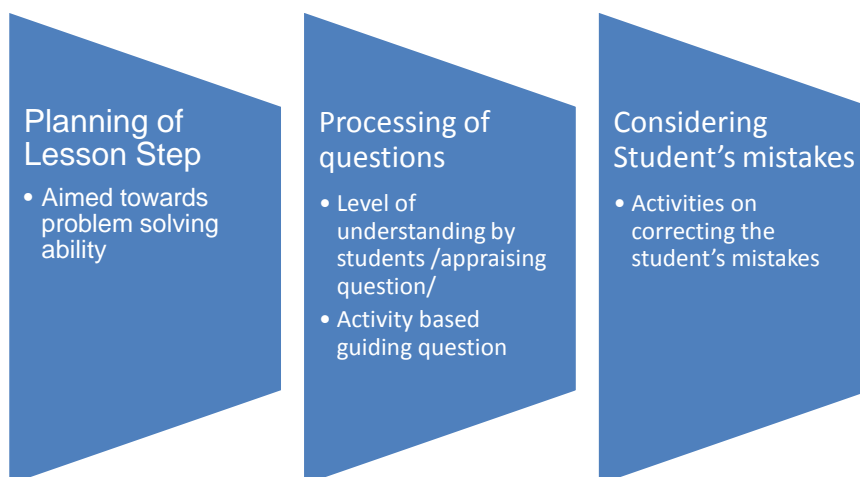 Planning of
Lesson Step
• Aimed towards
problem solving
ability
Processing of
questions
• Level of
understanding by
students /appraising
question/
• Activity based
guiding question
Considering
Student’s mistakes
• Activities on
correcting the
student’s mistakes